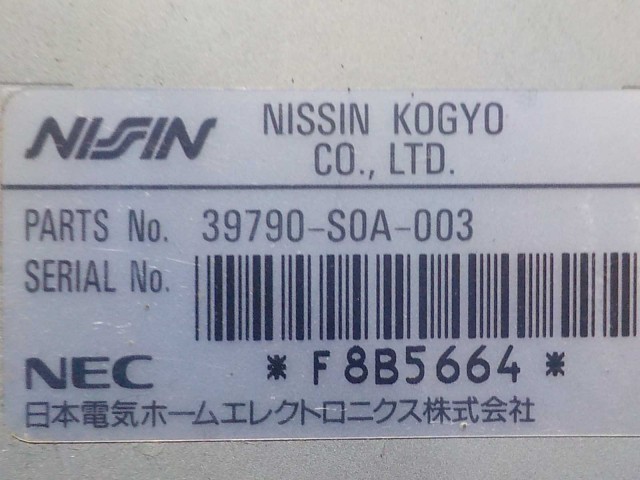 NISSIN NISSIN KOGYO
CO., LTD.
PARTS No. 39790-S0A-003
SERIAL No.
NEC *F8B5664*
日本電気ホームエレクトロニクス株式会社